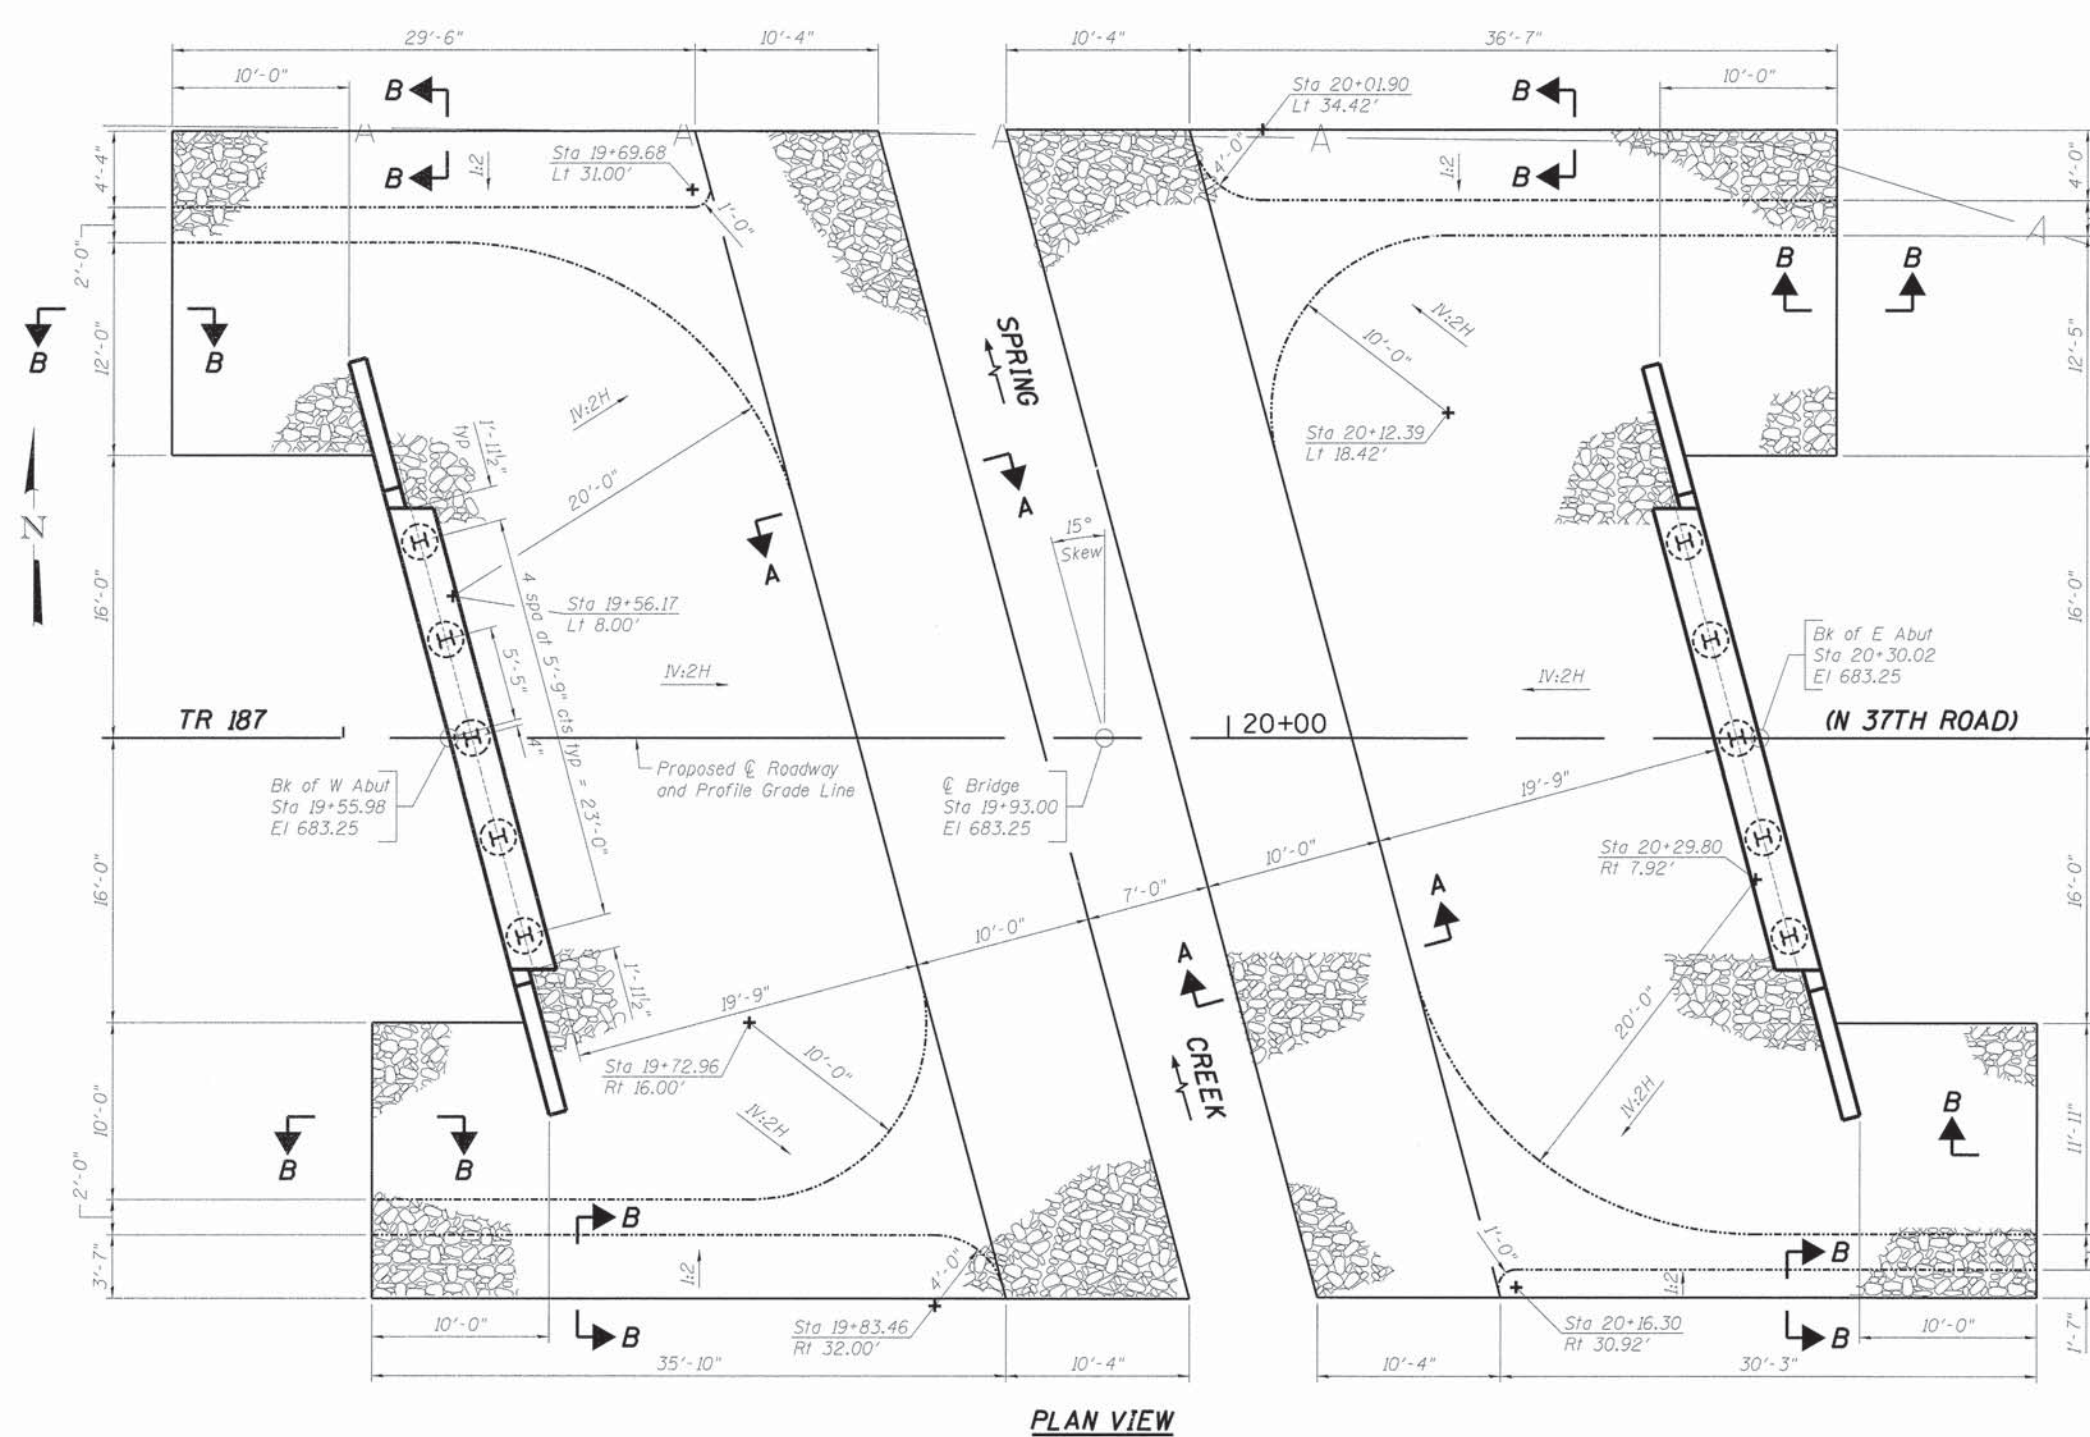 29'-6"
10'-4"
10'-4"
36'-7"
10'-0"
B
Sta 20+01.90
Lt 34.42'
B
10'-0"
A
A
A
A
4'-4"
Sta 19+69.68
Lt 31.00'
1:2
B
1'-0"
4'-0"
1:2
B
4'-0"
A
2'-0"
B
B
12'-0"
B
B
SPRING
1V:2H
10'-0"
1V:2H
12'-5"
1'-11½"
typ
20'-0"
Sta 20+12.39
Lt 18.42'
N
A
A
15°
Skew
16'-0"
4 spa at 5'-9" cts typ = 23'-0"
Sta 19+56.17
Lt 8.00'
5'-5"
4"
16'-0"
Bk of E Abut
Sta 20+30.02
El 683.25
1V:2H
1V:2H
TR 187
20+00
(N 37TH ROAD)
Proposed ℄ Roadway
and Profile Grade Line
Bk of W Abut
Sta 19+55.98
El 683.25
℄ Bridge
Sta 19+93.00
El 683.25
19'-9"
Sta 20+29.80
Rt 7.92'
10'-0"
7'-0"
10'-0"
A
A
16'-0"
16'-0"
1'-11½"
19'-9"
20'-0"
Sta 19+72.96
Rt 16.00'
10'-0"
1V:2H
CREEK
1V:2H
10'-0"
B
B
B
11'-11"
2'-0"
B
B
3'-7"
1:2
4'-0"
1'-0"
1:2
10'-0"
B
Sta 19+83.46
Rt 32.00'
Sta 20+16.30
Rt 30.92'
B
10'-0"
1'-7"
35'-10"
10'-4"
10'-4"
30'-3"
PLAN VIEW